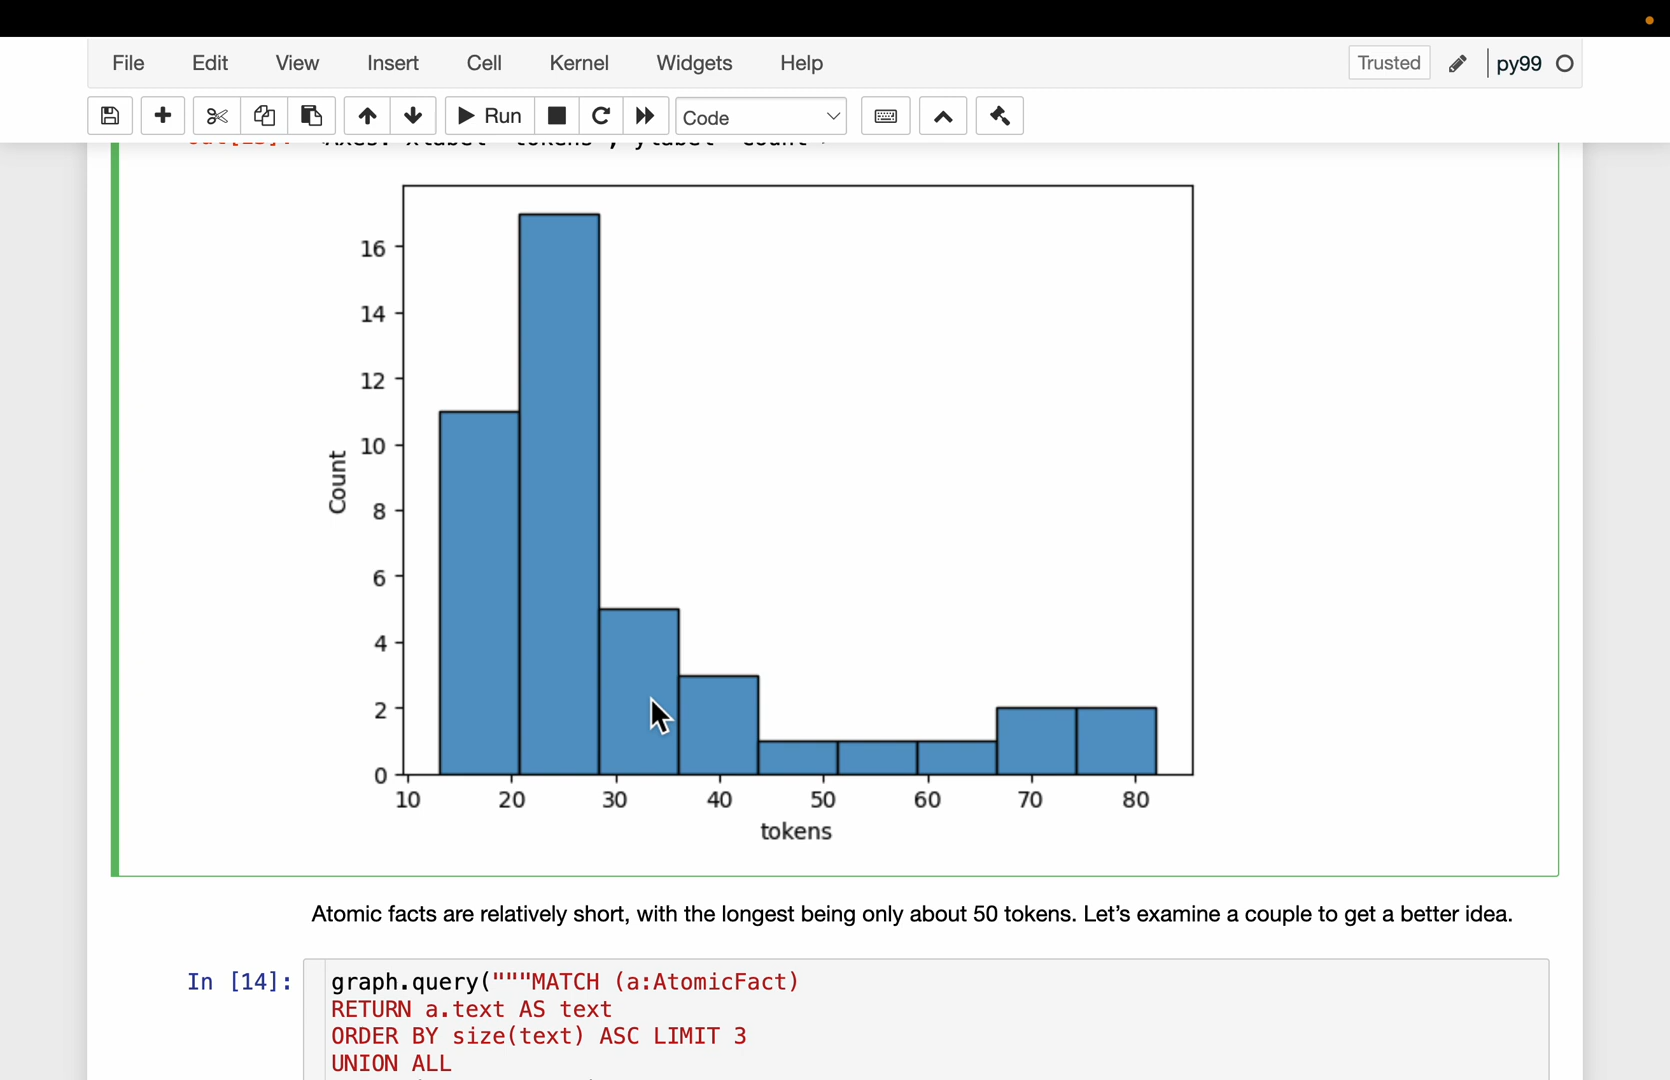 File Edit View Insert Cell Kernel Widgets Help Trusted py99
Run Code
16
14
12
10
8
6
4
2
0
Count
10 20 30 40 50 60 70 80
tokens
Atomic facts are relatively short, with the longest being only about 50 tokens. Let’s examine a couple to get a better idea.
In [14]: graph.query("""MATCH (a:AtomicFact)
RETURN a.text AS text
ORDER BY size(text) ASC LIMIT 3
UNION ALL